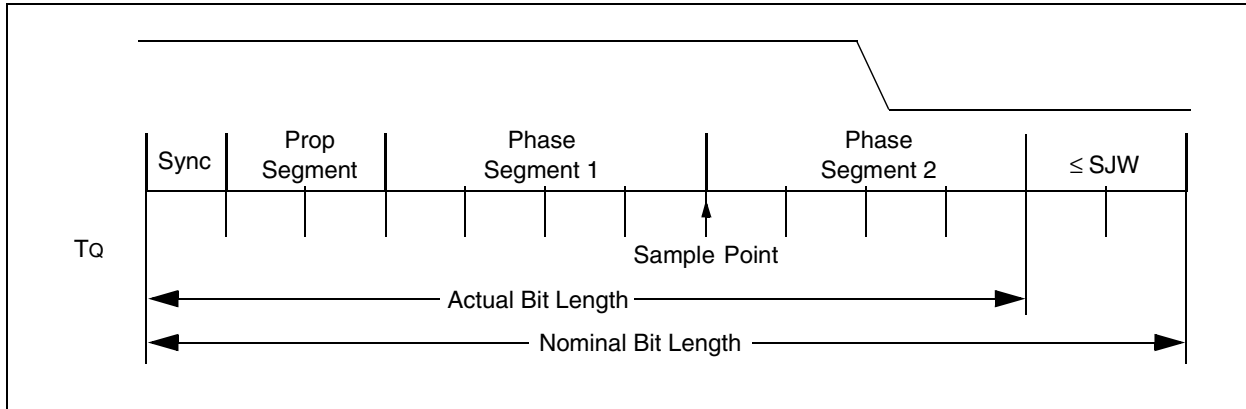 Sync
Prop
Segment
Phase
Segment 1
Phase
Segment 2
≤ SJW
TQ
Sample Point
Actual Bit Length
Nominal Bit Length